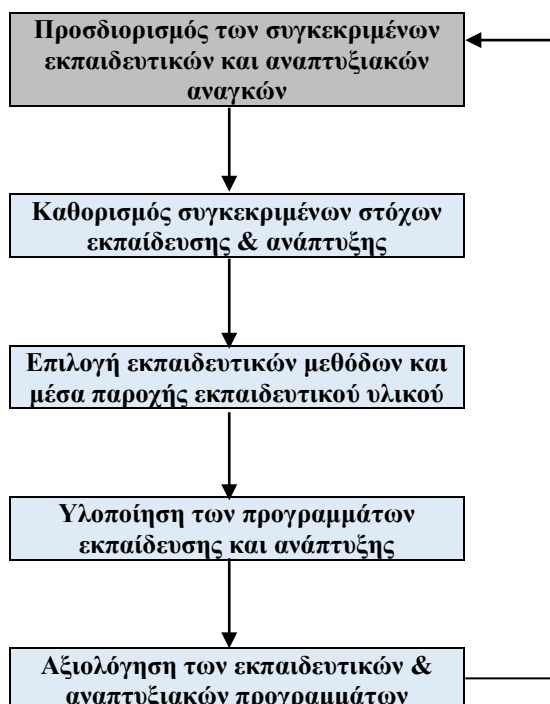 Προσδιορισμός των συγκεκριμένων
εκπαιδευτικών και αναπτυξιακών
αναγκών
Καθορισμός συγκεκριμένων στόχων
εκπαίδευσης & ανάπτυξης
Επιλογή εκπαιδευτικών μεθόδων και
μέσα παροχής εκπαιδευτικού υλικού
Υλοποίηση των προγραμμάτων
εκπαίδευσης και ανάπτυξης
Αξιολόγηση των εκπαιδευτικών &
αναπτυξιακών προγραμμάτων